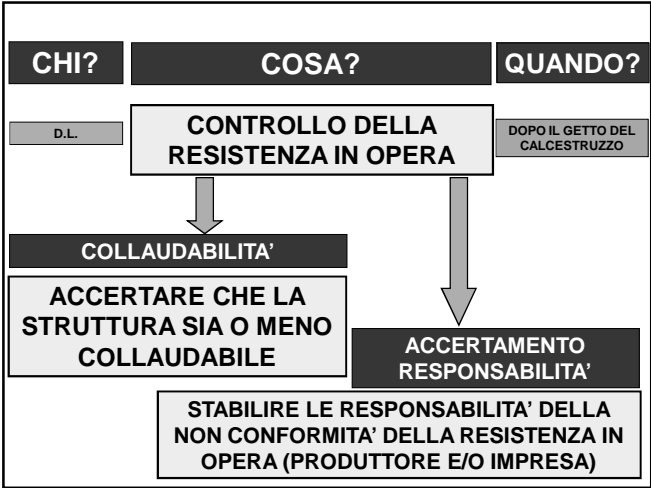 CHI?
COSA?
QUANDO?
D.L.
CONTROLLO DELLA
RESISTENZA IN OPERA
DOPO IL GETTO DEL
CALCESTRUZZO
COLLAUDABILITA’
ACCERTARE CHE LA
STRUTTURA SIA O MENO
COLLAUDABILE
ACCERTAMENTO
RESPONSABILITA’
STABILIRE LE RESPONSABILITA’ DELLA
NON CONFORMITA’ DELLA RESISTENZA IN
OPERA (PRODUTTORE E/O IMPRESA)